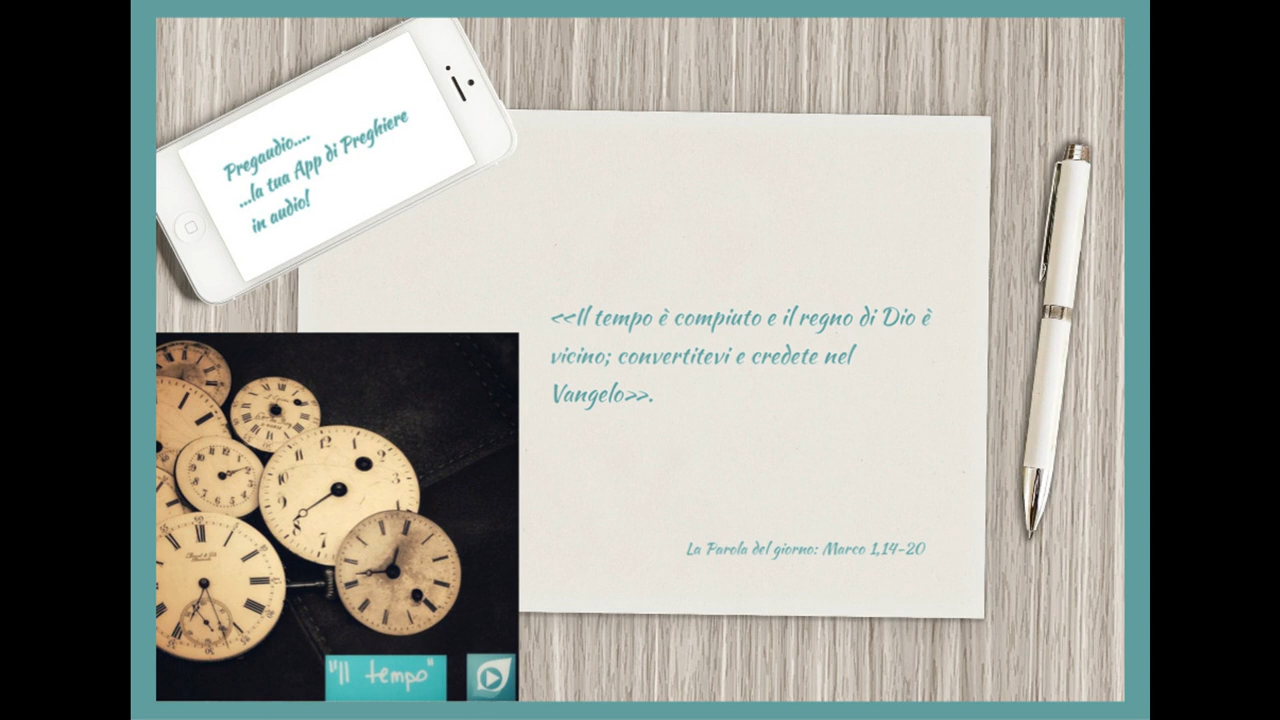 Pregaudio....
...la tua App di Preghiere
in audio!
<<Il tempo è compiuto e il regno di Dio è
vicino; convertitevi e credete nel
Vangelo>>.
La Parola del giorno: Marco 1,14-20
"Il tempo"